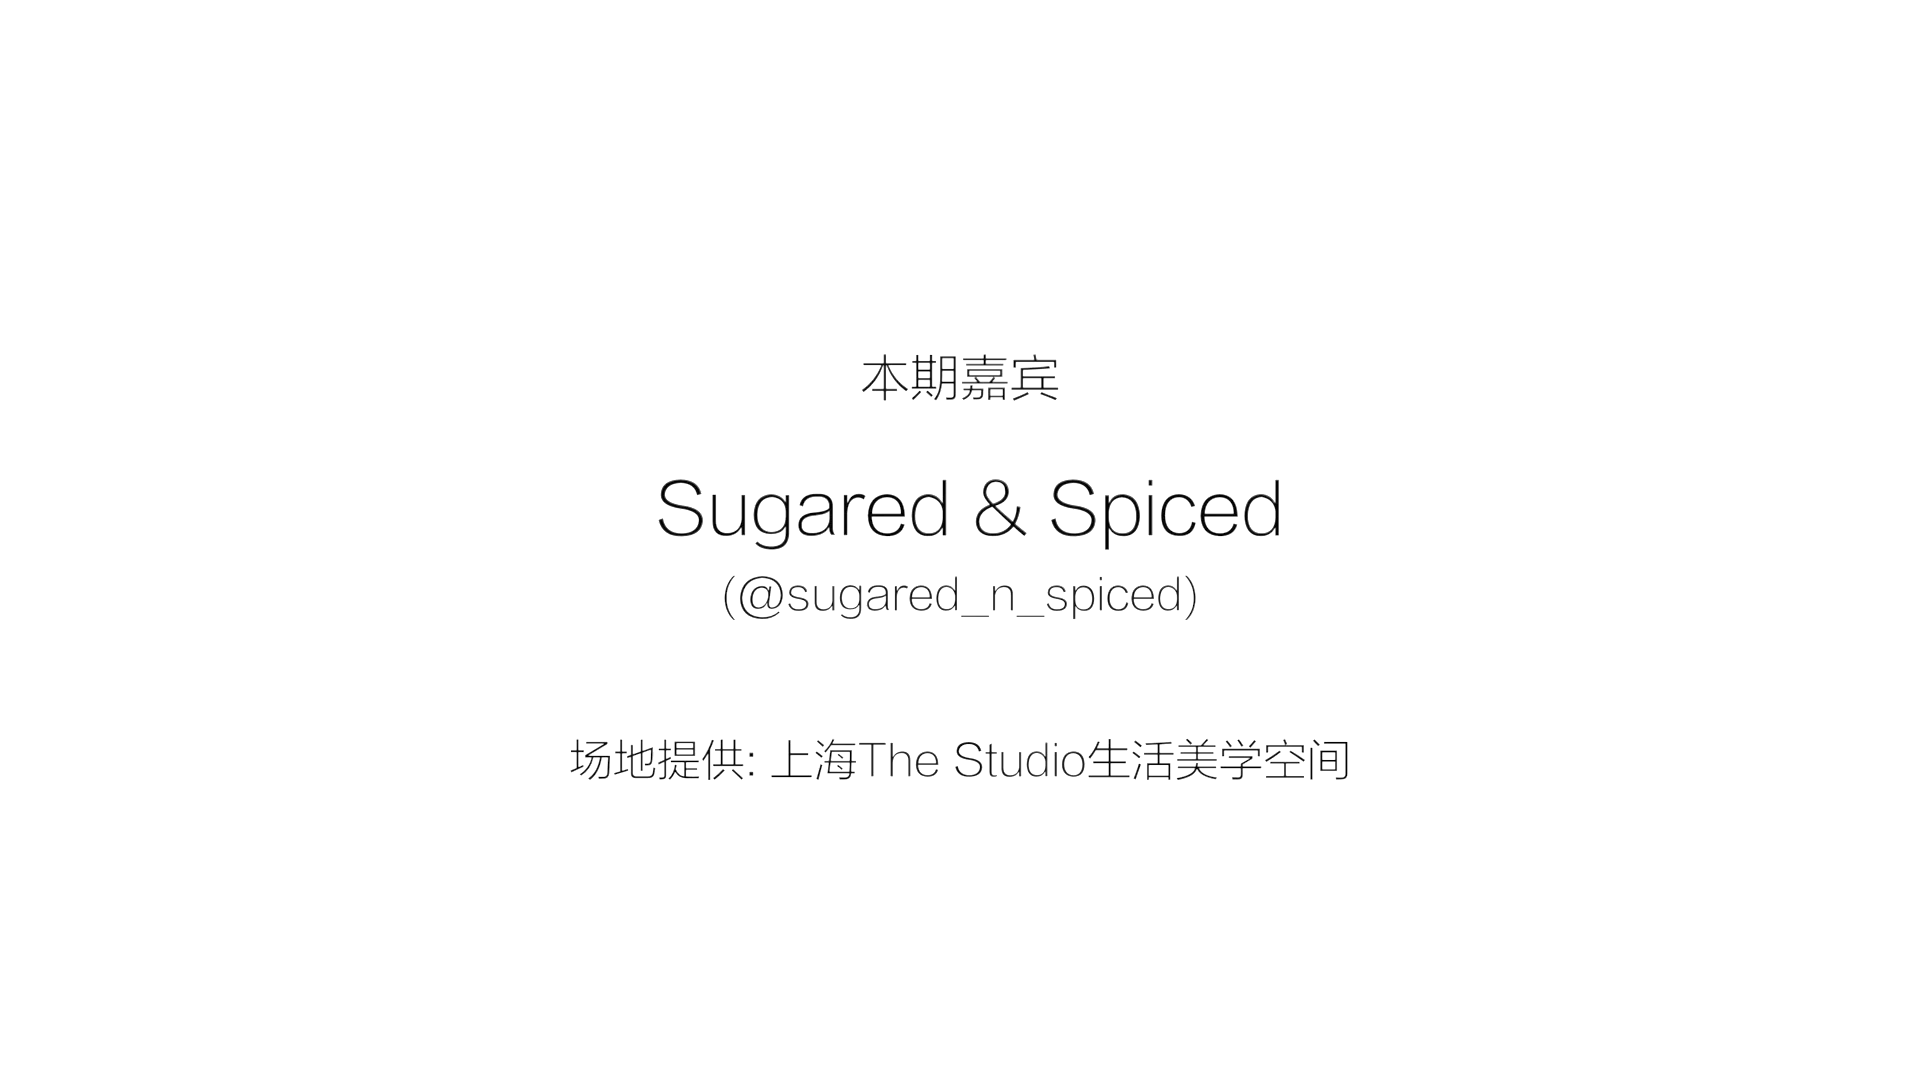 本期嘉宾
Sugared & Spiced
(@sugared_n_spiced)
场地提供: 上海The Studio生活美学空间